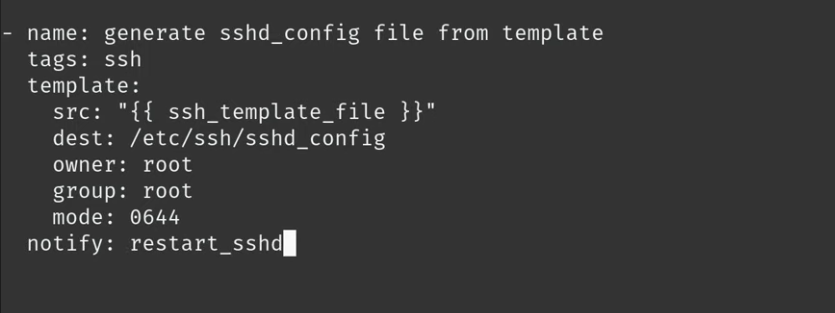 - name: generate sshd_config file from template
  tags: ssh
  template:
    src: "{{ ssh_template_file }}"
    dest: /etc/ssh/sshd_config
    owner: root
    group: root
    mode: 0644
  notify: restart_sshd